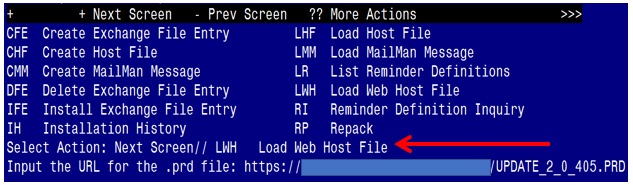 + + Next Screen - Prev Screen ?? More Actions >>>
CFE Create Exchange File Entry LHF Load Host File
CHF Create Host File LMM Load MailMan Message
CMM Create MailMan Message LR List Reminder Definitions
DFE Delete Exchange File Entry LWH Load Web Host File
IFE Install Exchange File Entry RI Reminder Definition Inquiry
IH Installation History RP Repack
Select Action: Next Screen// LWH Load Web Host File
Input the URL for the .prd file: https:// /UPDATE_2_0_405.PRD